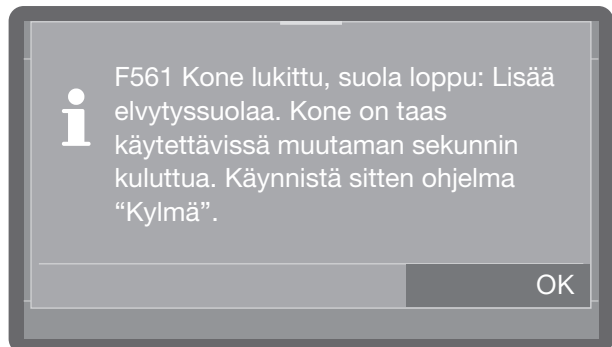 F561 Kone lukittu, suola loppu: Lisää
elvytyssuolaa. Kone on taas
käytettävissä muutaman sekunnin
kuluttua. Käynnistä sitten ohjelma
“Kylmä”.
OK